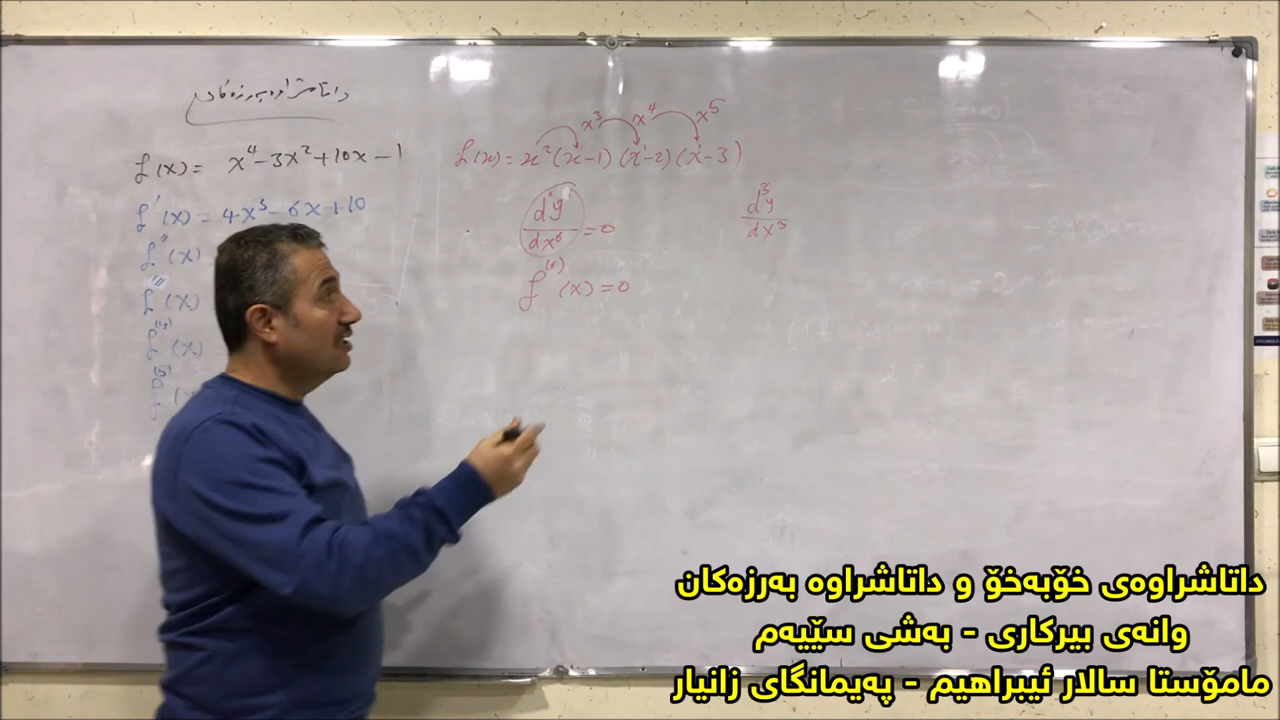 داتاشراوە بەرزەکان
f(x) = x⁴-3x²+10x-1
f'(x) = 4x³-6x+10
f''(x)
f'''(x)
f⁽⁴⁾(x)
f⁽⁵⁾
x³ x⁴ x⁵
f(x) = x²(x-1)(x-2)(x-3)
d⁶y/dx⁶ = 0
d³y/dx³
f⁽⁶⁾(x) = 0
داتاشراوەی خۆبەخۆ و داتاشراوە بەرزەکان
وانەی بیرکاری - بەشی سێیەم
مامۆستا سالار ئیبراهیم - پەیمانگای زانیار